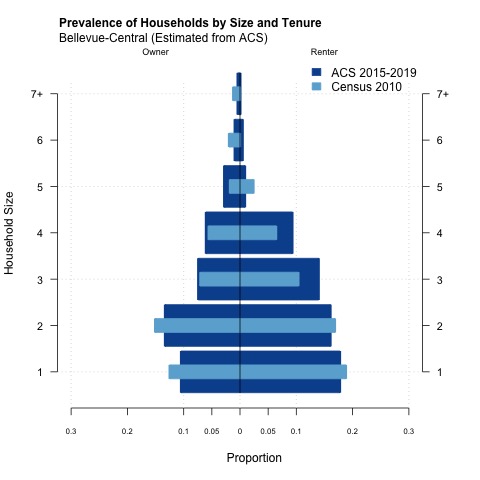 Prevalence of Households by Size and Tenure
Bellevue-Central (Estimated from ACS)
Owner
Renter
ACS 2015-2019
Census 2010
7+
7+
6
6
5
5
4
4
3
3
2
2
1
1
Household Size
0.3 0.2 0.1 0.05 0 0.05 0.1 0.2 0.3
Proportion